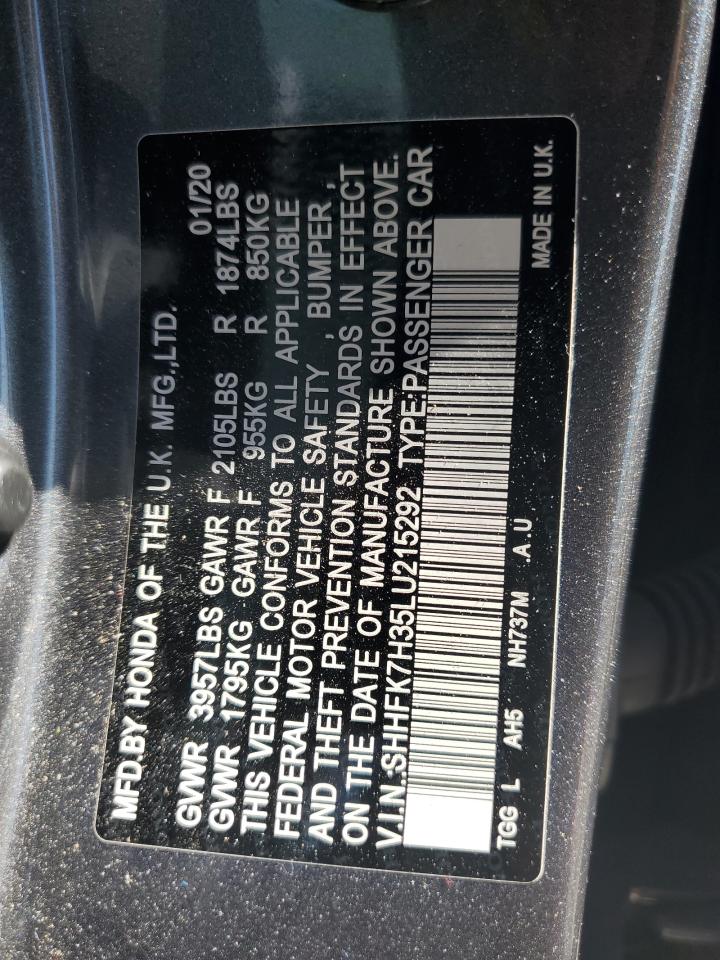 MFD.BY HONDA OF THE U.K. MFG.,LTD. 01/20
GVWR 3957LBS GAWR F 2105LBS R 1874LBS
GVWR 1795KG GAWR F 955KG R 850KG
THIS VEHICLE CONFORMS TO ALL APPLICABLE
FEDERAL MOTOR VEHICLE SAFETY , BUMPER ,
AND THEFT PREVENTION STANDARDS IN EFFECT
ON THE DATE OF MANUFACTURE SHOWN ABOVE.
V.I.N.:SHHFK7H35LU215292 TYPE:PASSENGER CAR
TGG L AH5 NH737M A.U MADE IN U.K.